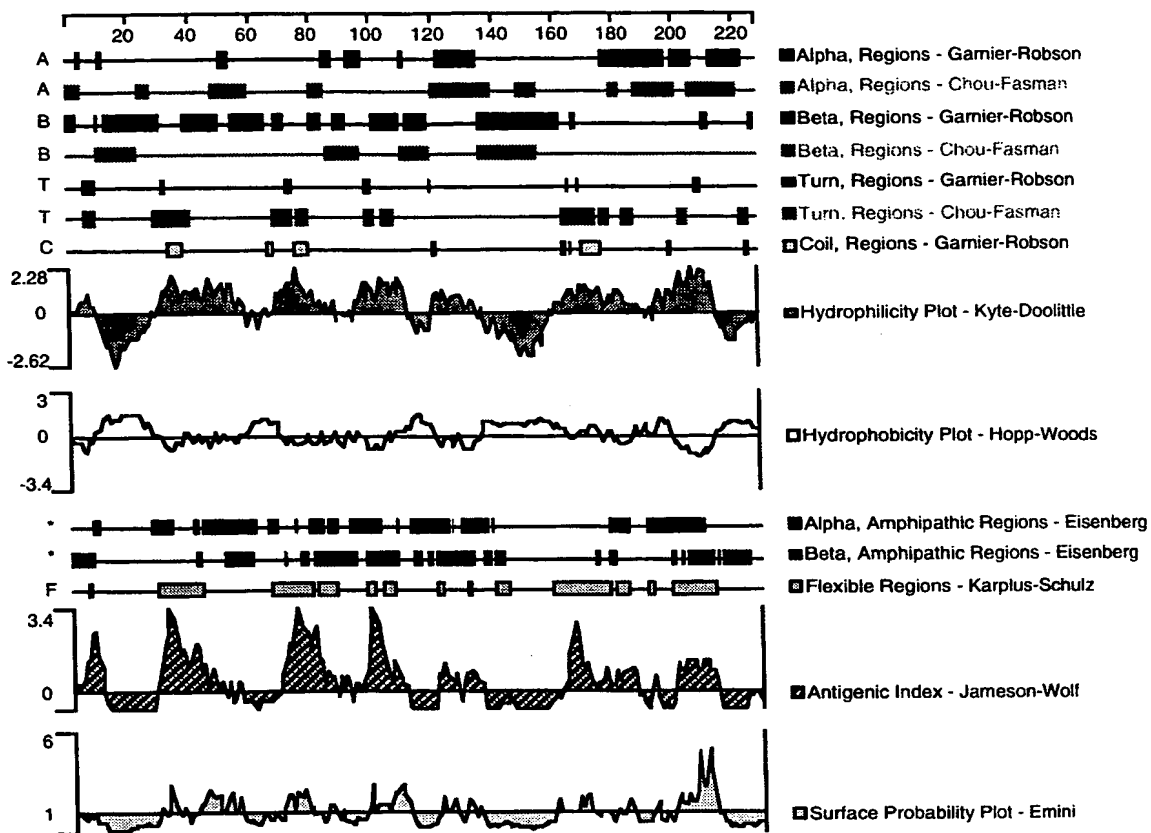 20 40 60 80 100 120 140 160 180 200 220
A Alpha, Regions - Garnier-Robson
A Alpha, Regions - Chou-Fasman
B Beta, Regions - Garnier-Robson
B Beta, Regions - Chou-Fasman
T Turn, Regions - Garnier-Robson
T Turn, Regions - Chou-Fasman
C Coil, Regions - Garnier-Robson
2.28
0 Hydrophilicity Plot - Kyte-Doolittle
-2.62
3
0 Hydrophobicity Plot - Hopp-Woods
-3.4
* Alpha, Amphipathic Regions - Eisenberg
* Beta, Amphipathic Regions - Eisenberg
F Flexible Regions - Karplus-Schulz
3.4
0 Antigenic Index - Jameson-Wolf
6
1 Surface Probability Plot - Emini